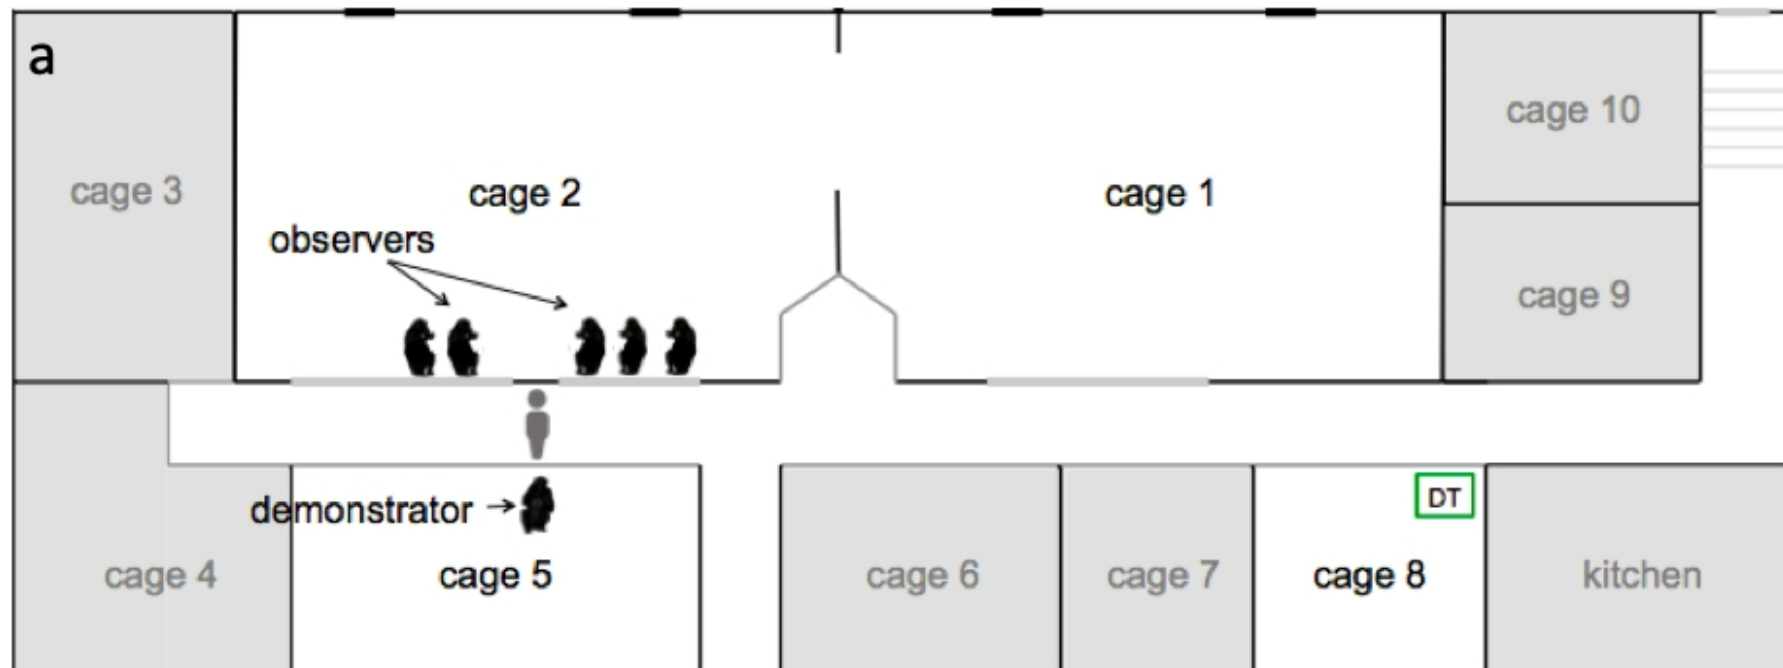 a
cage 10
cage 3
cage 2
cage 1
observers
cage 9
DT
demonstrator
cage 4
cage 5
cage 6
cage 7
cage 8
kitchen